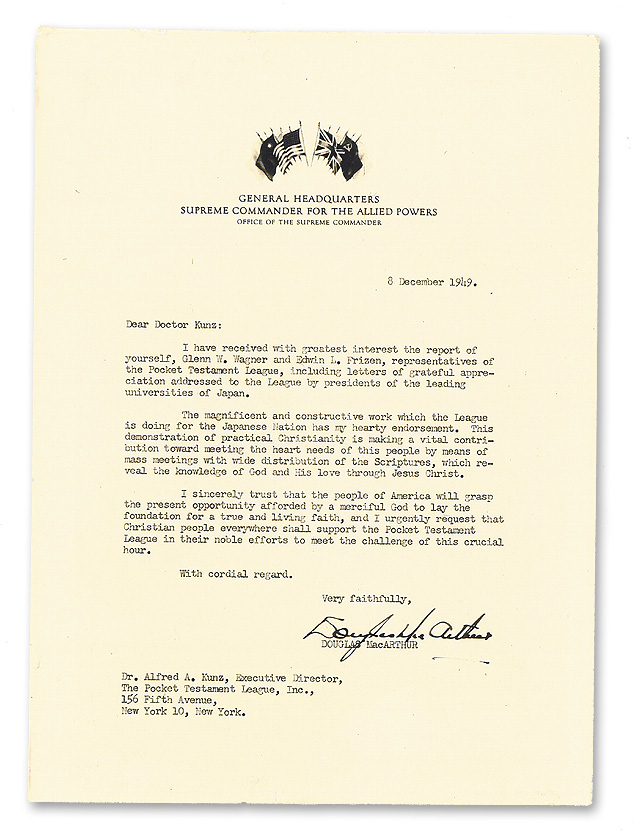 GENERAL HEADQUARTERS
SUPREME COMMANDER FOR THE ALLIED POWERS
OFFICE OF THE SUPREME COMMANDER
8 December 1949.
Dear Doctor Kunz:
I have received with greatest interest the report of
yourself, Glenn W. Wagner and Edwin L. Frizen, representatives of
the Pocket Testament League, including letters of grateful appre-
ciation addressed to the League by presidents of the leading
universities of Japan.
The magnificent and constructive work which the League
is doing for the Japanese Nation has my hearty endorsement. This
demonstration of practical Christianity is making a vital contri-
bution toward meeting the heart needs of this people by means of
mass meetings with wide distribution of the Scriptures, which re-
veal the knowledge of God and His love through Jesus Christ.
I sincerely trust that the people of America will grasp
the present opportunity afforded by a merciful God to lay the
foundation for a true and living faith, and I urgently request that
Christian people everywhere shall support the Pocket Testament
League in their noble efforts to meet the challenge of this crucial
hour.
With cordial regard.
Very faithfully,
Douglas MacArthur
DOUGLAS MacARTHUR
Dr. Alfred A. Kunz, Executive Director,
The Pocket Testament League, Inc.,
156 Fifth Avenue,
New York 10, New York.